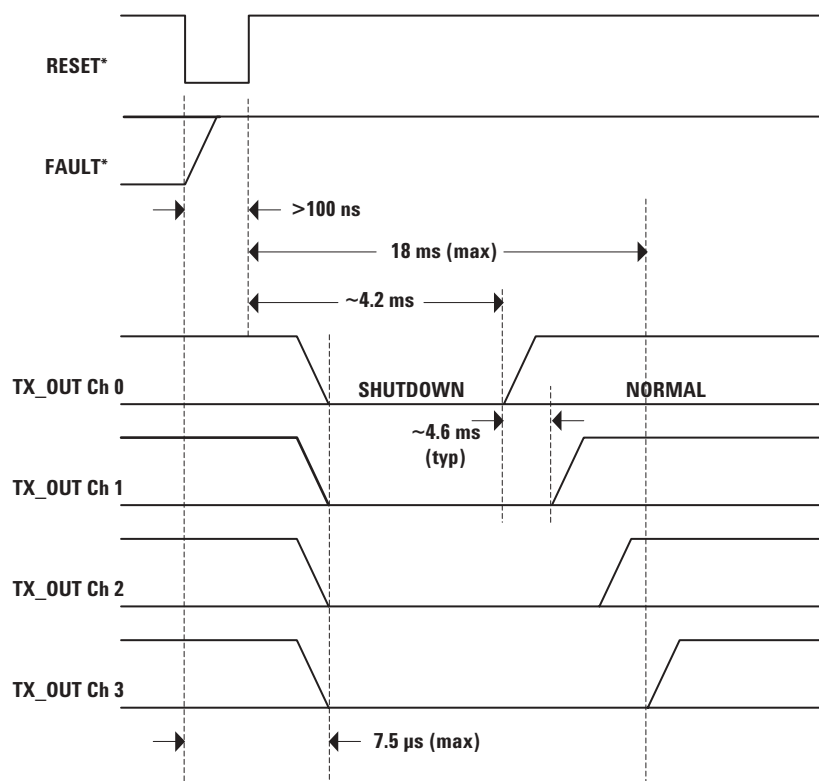 RESET*
FAULT*
>100 ns
18 ms (max)
~4.2 ms
TX_OUT Ch 0
SHUTDOWN
NORMAL
~4.6 ms
(typ)
TX_OUT Ch 1
TX_OUT Ch 2
TX_OUT Ch 3
7.5 µs (max)